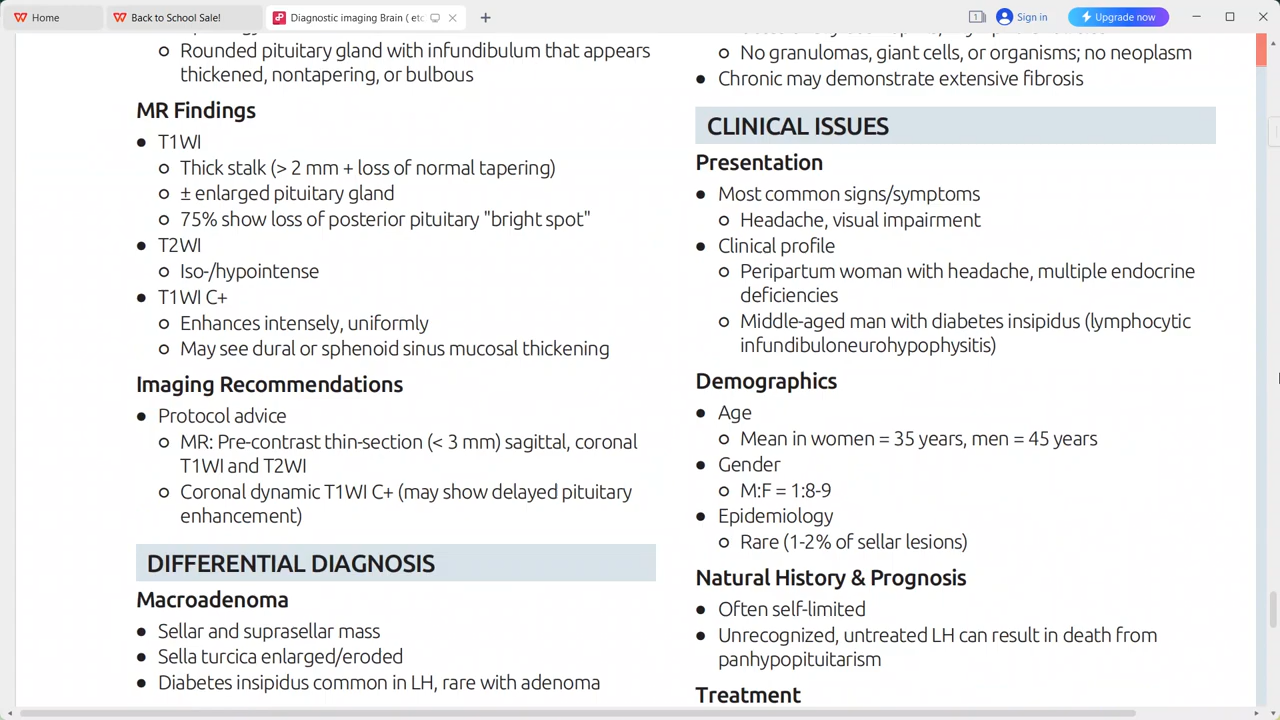 Home
Back to School Sale!
Diagnostic imaging Brain ( etc
1
Sign in
Upgrade now
Rounded pituitary gland with infundibulum that appears
thickened, nontapering, or bulbous
MR Findings
T1WI
Thick stalk (> 2 mm + loss of normal tapering)
± enlarged pituitary gland
75% show loss of posterior pituitary "bright spot"
T2WI
Iso-/hypointense
T1WI C+
Enhances intensely, uniformly
May see dural or sphenoid sinus mucosal thickening
Imaging Recommendations
Protocol advice
MR: Pre-contrast thin-section (< 3 mm) sagittal, coronal
T1WI and T2WI
Coronal dynamic T1WI C+ (may show delayed pituitary
enhancement)
DIFFERENTIAL DIAGNOSIS
Macroadenoma
Sellar and suprasellar mass
Sella turcica enlarged/eroded
Diabetes insipidus common in LH, rare with adenoma
No granulomas, giant cells, or organisms; no neoplasm
Chronic may demonstrate extensive fibrosis
CLINICAL ISSUES
Presentation
Most common signs/symptoms
Headache, visual impairment
Clinical profile
Peripartum woman with headache, multiple endocrine
deficiencies
Middle-aged man with diabetes insipidus (lymphocytic
infundibuloneurohypophysitis)
Demographics
Age
Mean in women = 35 years, men = 45 years
Gender
M:F = 1:8-9
Epidemiology
Rare (1-2% of sellar lesions)
Natural History & Prognosis
Often self-limited
Unrecognized, untreated LH can result in death from
panhypopituitarism
Treatment